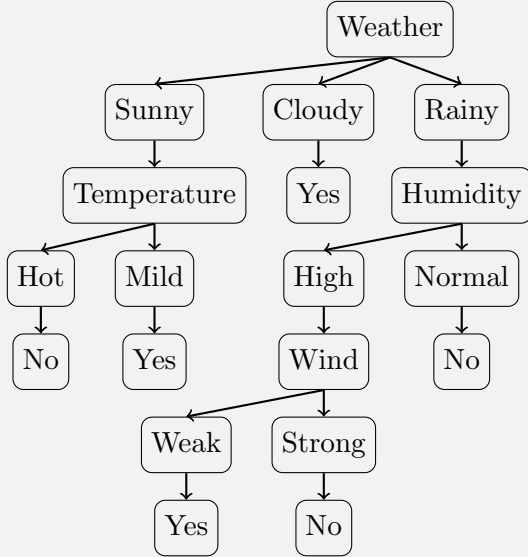 Weather
Sunny Cloudy Rainy
Temperature Yes Humidity
Hot Mild High Normal
No Yes Wind No
Weak Strong
Yes No